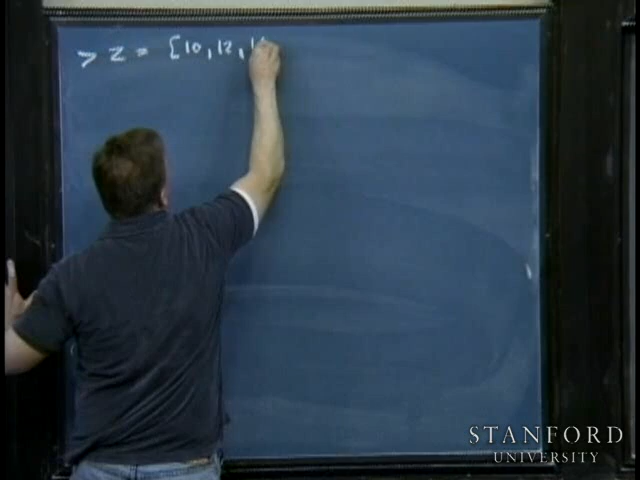 > z = [10, 12,
STANFORD
UNIVERSITY